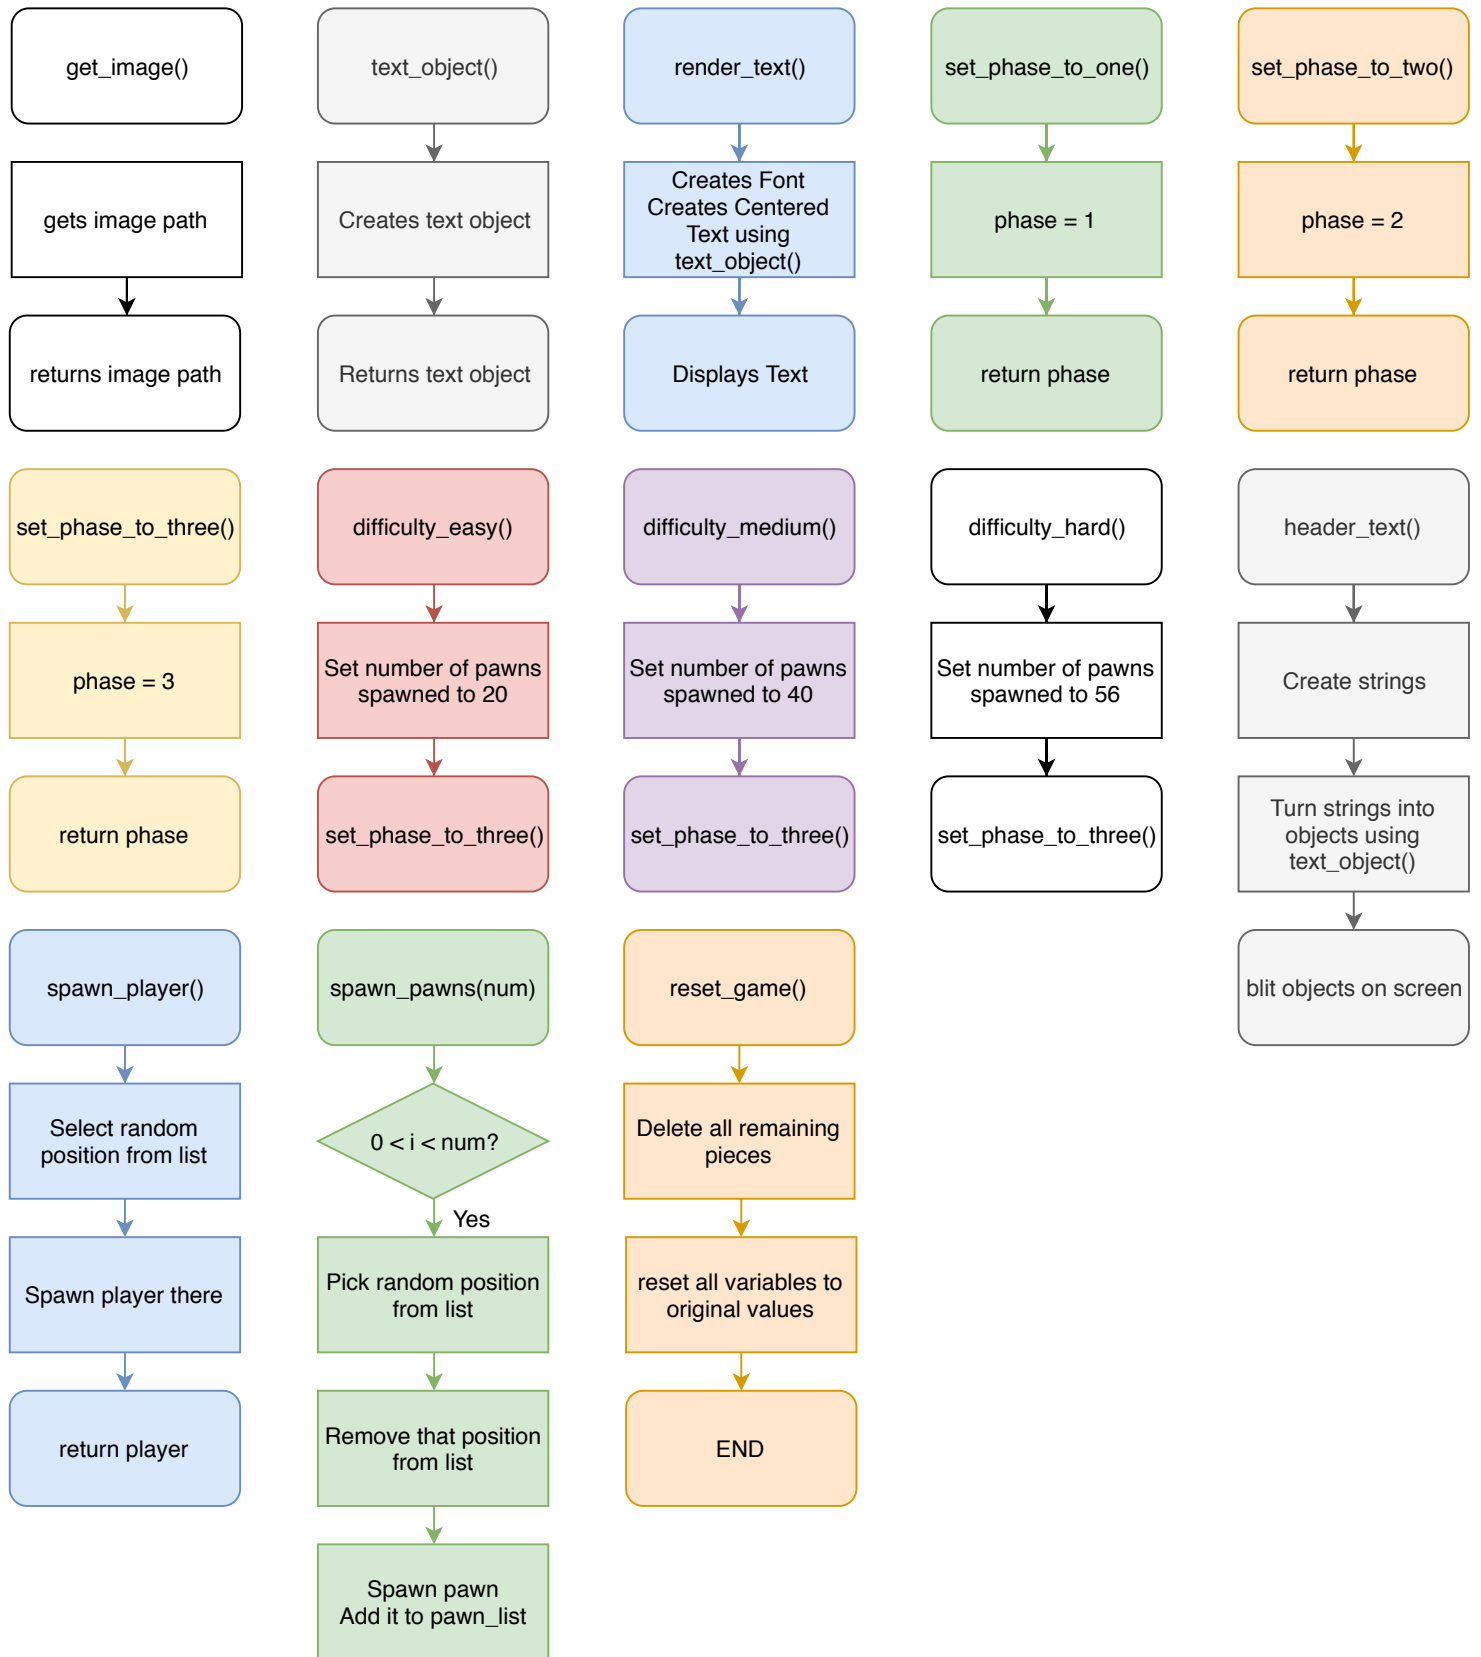 get_image()
text_object()
render_text()
set_phase_to_one()
set_phase_to_two()
gets image path
Creates text object
Creates Font
Creates Centered
Text using
text_object()
phase = 1
phase = 2
returns image path
Returns text object
Displays Text
return phase
return phase
set_phase_to_three()
difficulty_easy()
difficulty_medium()
difficulty_hard()
header_text()
phase = 3
Set number of pawns
spawned to 20
Set number of pawns
spawned to 40
Set number of pawns
spawned to 56
Create strings
return phase
set_phase_to_three()
set_phase_to_three()
set_phase_to_three()
Turn strings into
objects using
text_object()
spawn_player()
spawn_pawns(num)
reset_game()
blit objects on screen
Select random
position from list
0 < i < num?
Delete all remaining
pieces
Yes
Spawn player there
Pick random position
from list
reset all variables to
original values
return player
Remove that position
from list
END
Spawn pawn
Add it to pawn_list